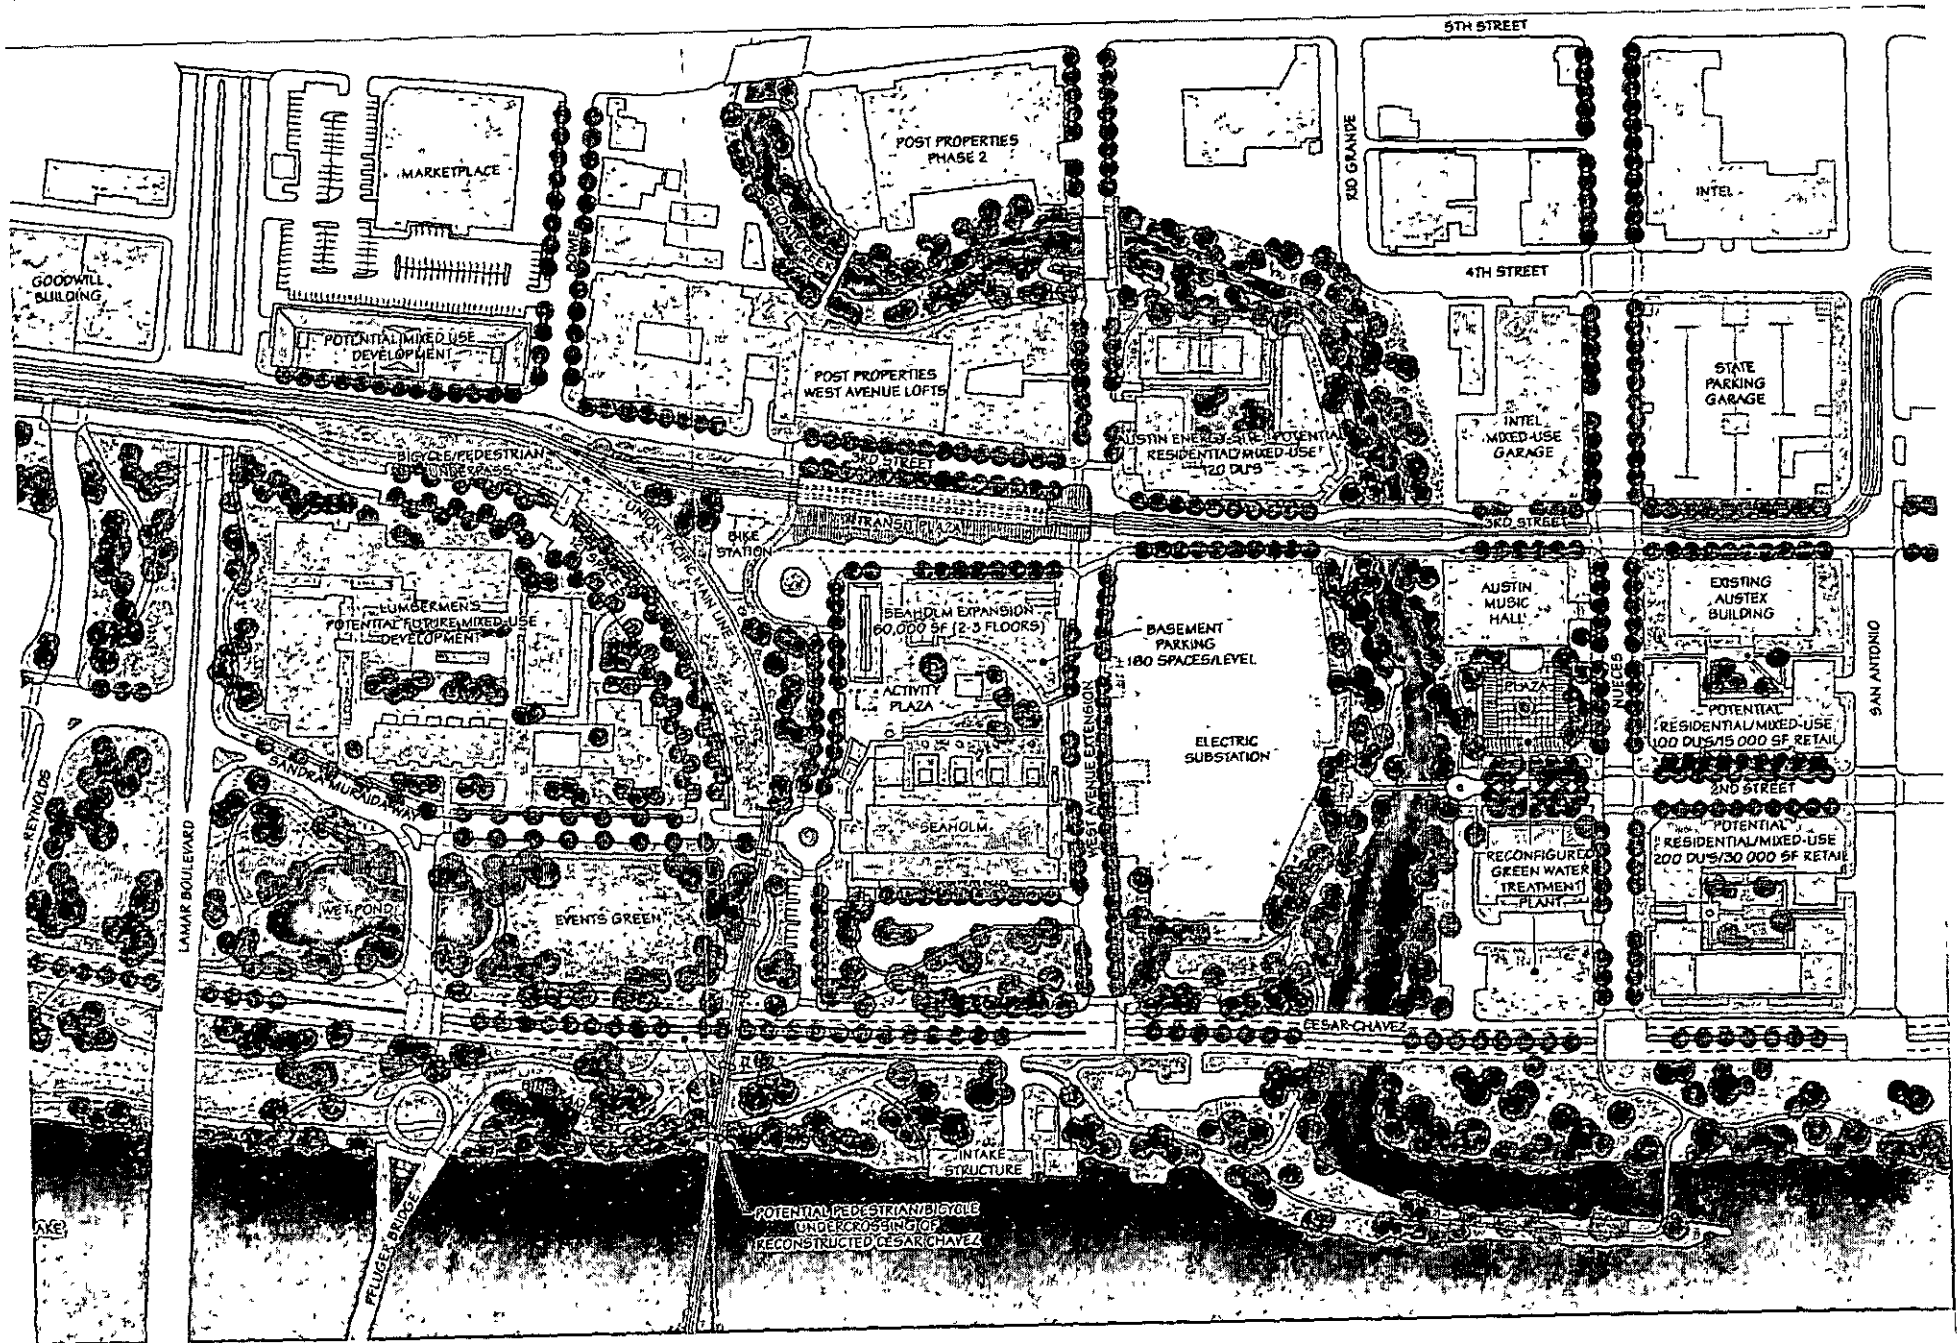 5TH STREET
POST PROPERTIES
PHASE 2
MARKETPLACE
RIO GRANDE
INTEL
SHOAL CREEK
BOWIE
4TH STREET
GOODWILL
BUILDING
POTENTIAL MIXED USE
DEVELOPMENT
POST PROPERTIES
WEST AVENUE LOFTS
STATE
PARKING
GARAGE
INTEL
MIXED-USE
GARAGE
AUSTIN ENERGY SITE POTENTIAL
RESIDENTIAL/MIXED-USE
120 DU'S
BICYCLE/PEDESTRIAN
UNDERPASS
3RD STREET
TRANSIT PLAZA
3RD STREET
BIKE
STATION
UNION PACIFIC MAIN LINE
AUSTIN
MUSIC
HALL
EXISTING
AUSTEX
BUILDING
LUMBERMEN'S
POTENTIAL FUTURE MIXED-USE
DEVELOPMENT
SEAHOLM EXPANSION
60,000 SF (2-3 FLOORS)
BASEMENT
PARKING
±180 SPACES/LEVEL
ACTIVITY
PLAZA
PLAZA
NUECES
SAN ANTONIO
POTENTIAL
RESIDENTIAL/MIXED-USE
100 DU'S/15 000 SF RETAIL
ELECTRIC
SUBSTATION
WEST AVENUE EXTENSION
SANDRA MURAIDA WAY
2ND STREET
REYNOLDS
LAMAR BOULEVARD
SEAHOLM
POTENTIAL
RESIDENTIAL/MIXED-USE
200 DU'S/30 000 SF RETAIL
RECONFIGURED
GREEN WATER
TREATMENT
PLANT
WET POND
EVENTS GREEN
CESAR CHAVEZ
INTAKE
STRUCTURE
PFLUGER BRIDGE
POTENTIAL PEDESTRIAN/BICYCLE
UNDERCROSSING OF
RECONSTRUCTED CESAR CHAVEZ
AKE